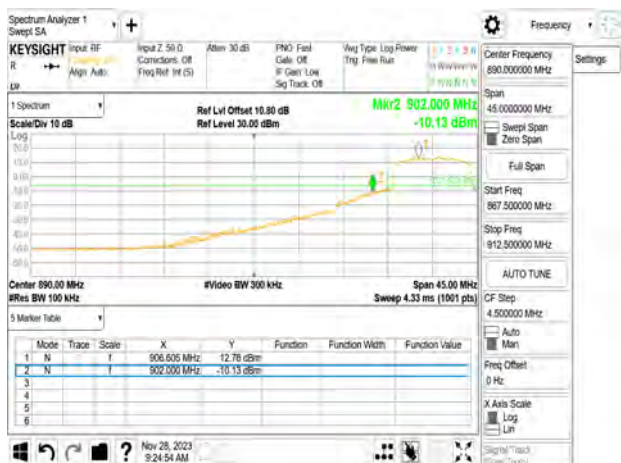 Spectrum Analyzer 1
Swept SA
+
Frequency
Settings
KEYSIGHT Input: RF
R
Align: Auto
Input Z: 50 Ω
Corrections: Off
Freq Ref: Int (S)
Atten: 30 dB
PNO: Fast
Gate: Off
IF Gain: Low
Sig Track: Off
Avg Type: Log-Power
Trig: Free Run
1 Spectrum
Scale/Div 10 dB
Ref Lvl Offset 10.80 dB
Ref Level 30.00 dBm
Mkr2 902.000 MHz
-10.13 dBm
Log
Center 890.00 MHz
#Res BW 100 kHz
#Video BW 300 kHz
Span 45.00 MHz
Sweep 4.33 ms (1001 pts)
5 Marker Table
Mode Trace Scale X Y Function Function Width Function Value
1 N f 906.605 MHz 12.78 dBm
2 N f 902.000 MHz -10.13 dBm
3
4
5
6
Nov 28, 2023
9:24:54 AM
Center Frequency
890.000000 MHz
Span
45.0000000 MHz
Swept Span
Zero Span
Full Span
Start Freq
867.500000 MHz
Stop Freq
912.500000 MHz
AUTO TUNE
CF Step
4.500000 MHz
Auto
Man
Freq Offset
0 Hz
X Axis Scale
Log
Lin
Signal Track